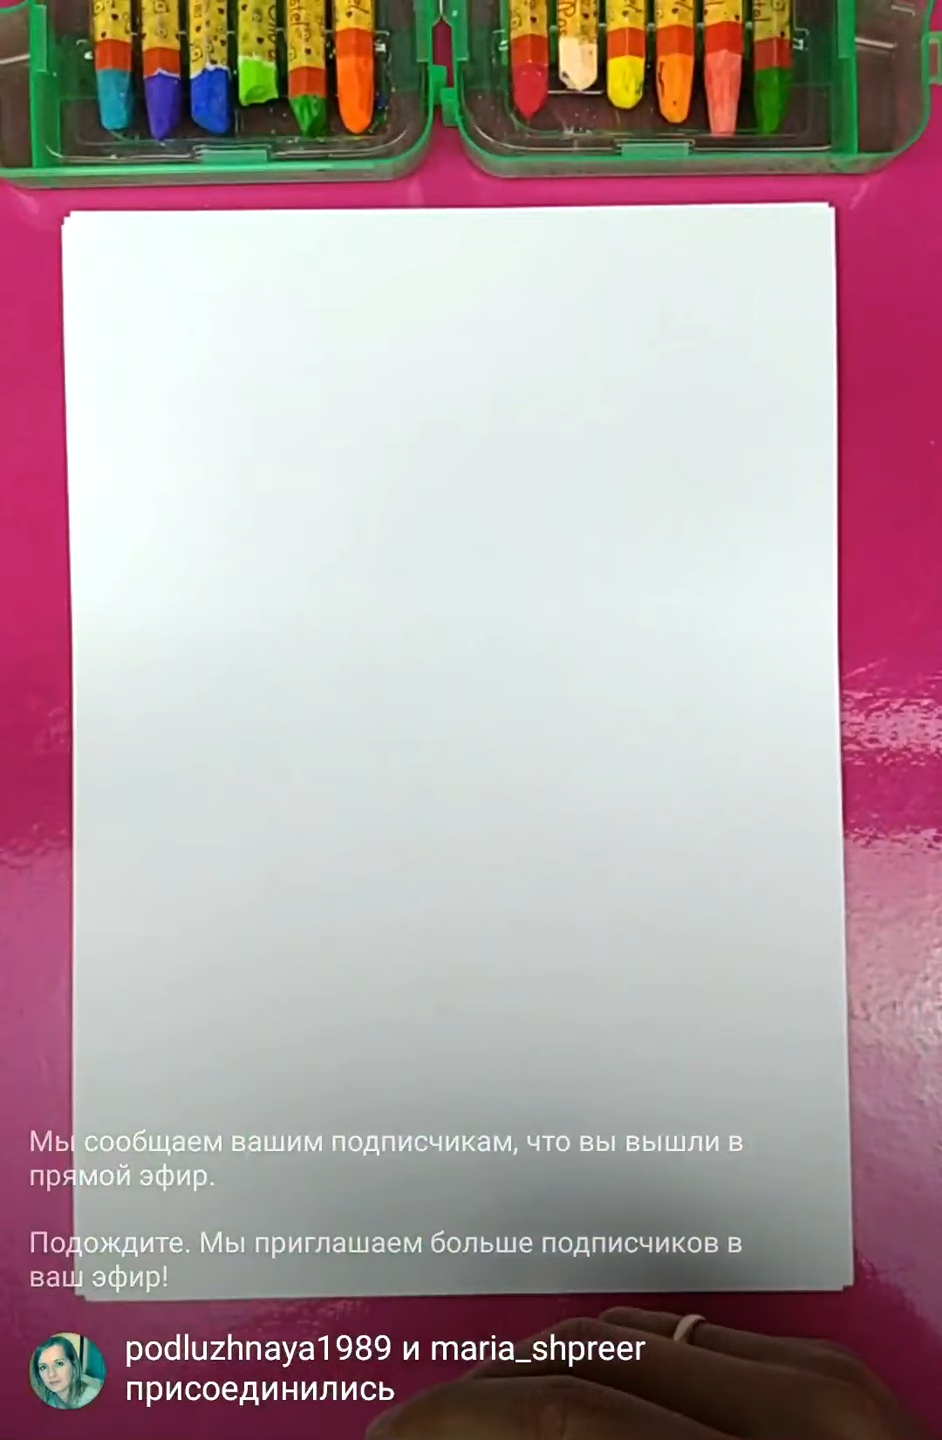 Мы сообщаем вашим подписчикам, что вы вышли в
прямой эфир.
Подождите. Мы приглашаем больше подписчиков в
ваш эфир!
podluzhnaya1989 и maria_shpreer
присоединились